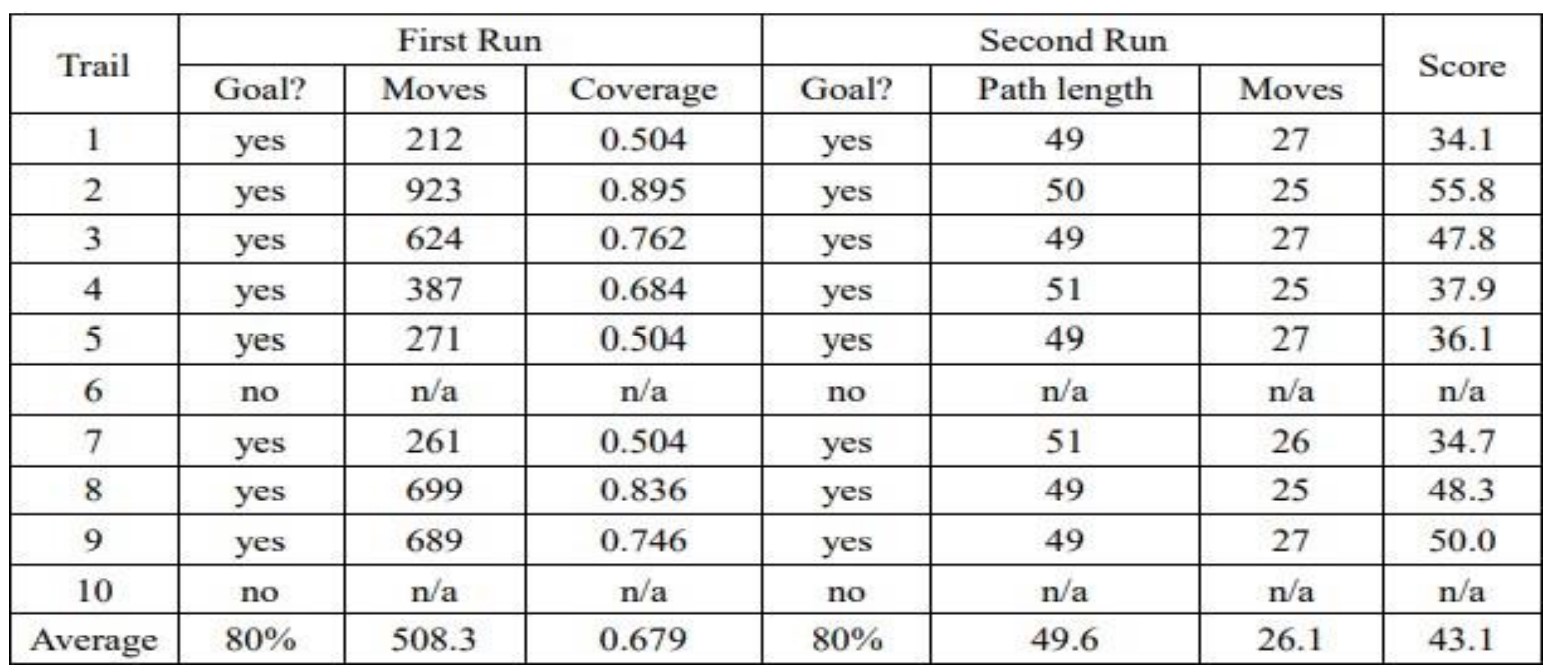 Trail First Run Second Run Score
Goal? Moves Coverage Goal? Path length Moves
1 yes 212 0.504 yes 49 27 34.1
2 yes 923 0.895 yes 50 25 55.8
3 yes 624 0.762 yes 49 27 47.8
4 yes 387 0.684 yes 51 25 37.9
5 yes 271 0.504 yes 49 27 36.1
6 no n/a n/a no n/a n/a n/a
7 yes 261 0.504 yes 51 26 34.7
8 yes 699 0.836 yes 49 25 48.3
9 yes 689 0.746 yes 49 27 50.0
10 no n/a n/a no n/a n/a n/a
Average 80% 508.3 0.679 80% 49.6 26.1 43.1